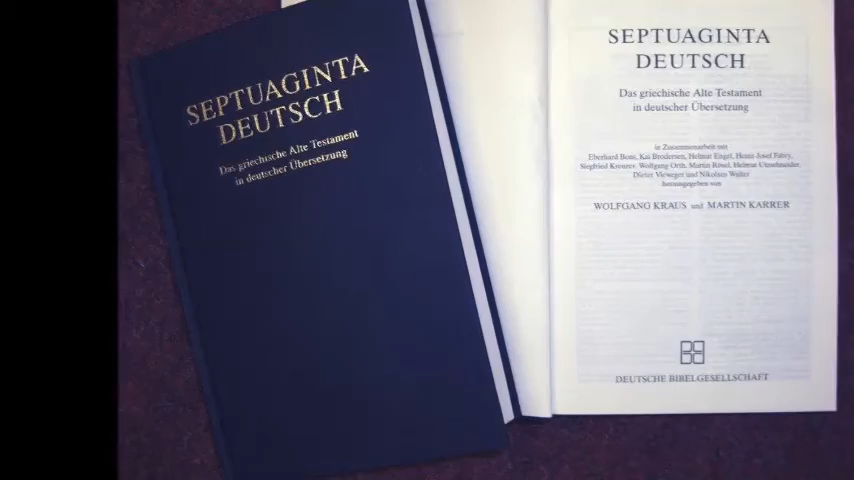 SEPTUAGINTA
DEUTSCH
Das griechische Alte Testament
in deutscher Übersetzung
SEPTUAGINTA
DEUTSCH
Das griechische Alte Testament
in deutscher Übersetzung
in Zusammenarbeit mit
Eberhard Bons, Kai Brodersen, Helmut Engel, Heinz-Josef Fabry,
Siegfried Kreuzer, Wolfgang Orth, Martin Rösel, Helmut Utzschneider,
Dieter Vieweger und Nikolaus Walter
herausgegeben von
WOLFGANG KRAUS und MARTIN KARRER
DEUTSCHE BIBELGESELLSCHAFT